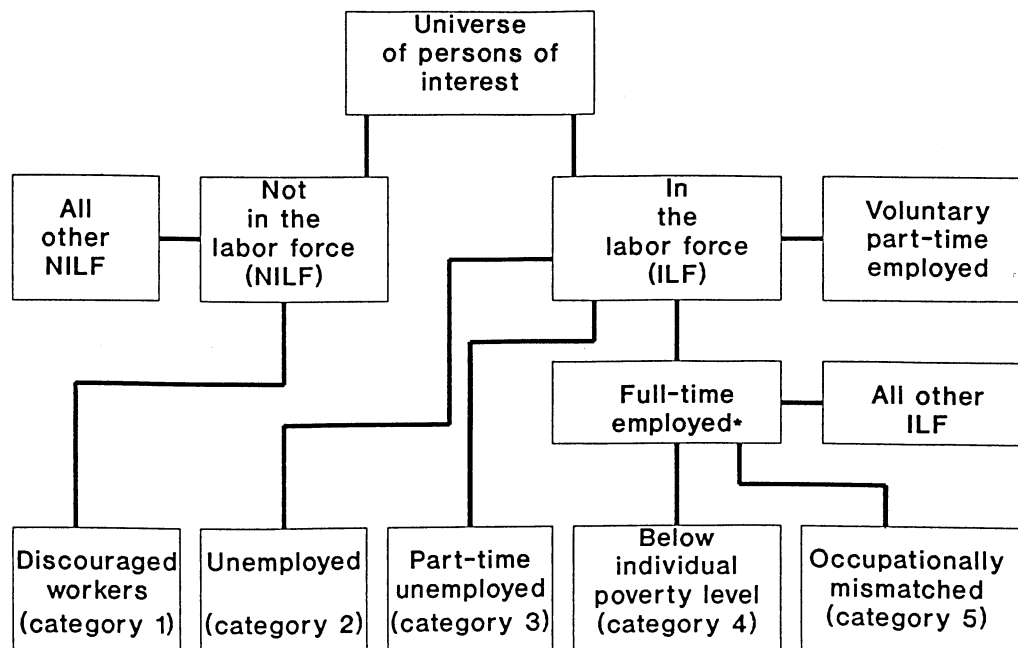 Universe
of persons of
interest
All
other
NILF
Not
in the
labor force
(NILF)
In
the
labor force
(ILF)
Voluntary
part-time
employed
Full-time
employed*
All other
ILF
Discouraged
workers
(category 1)
Unemployed
(category 2)
Part-time
unemployed
(category 3)
Below
individual
poverty level
(category 4)
Occupationally
mismatched
(category 5)